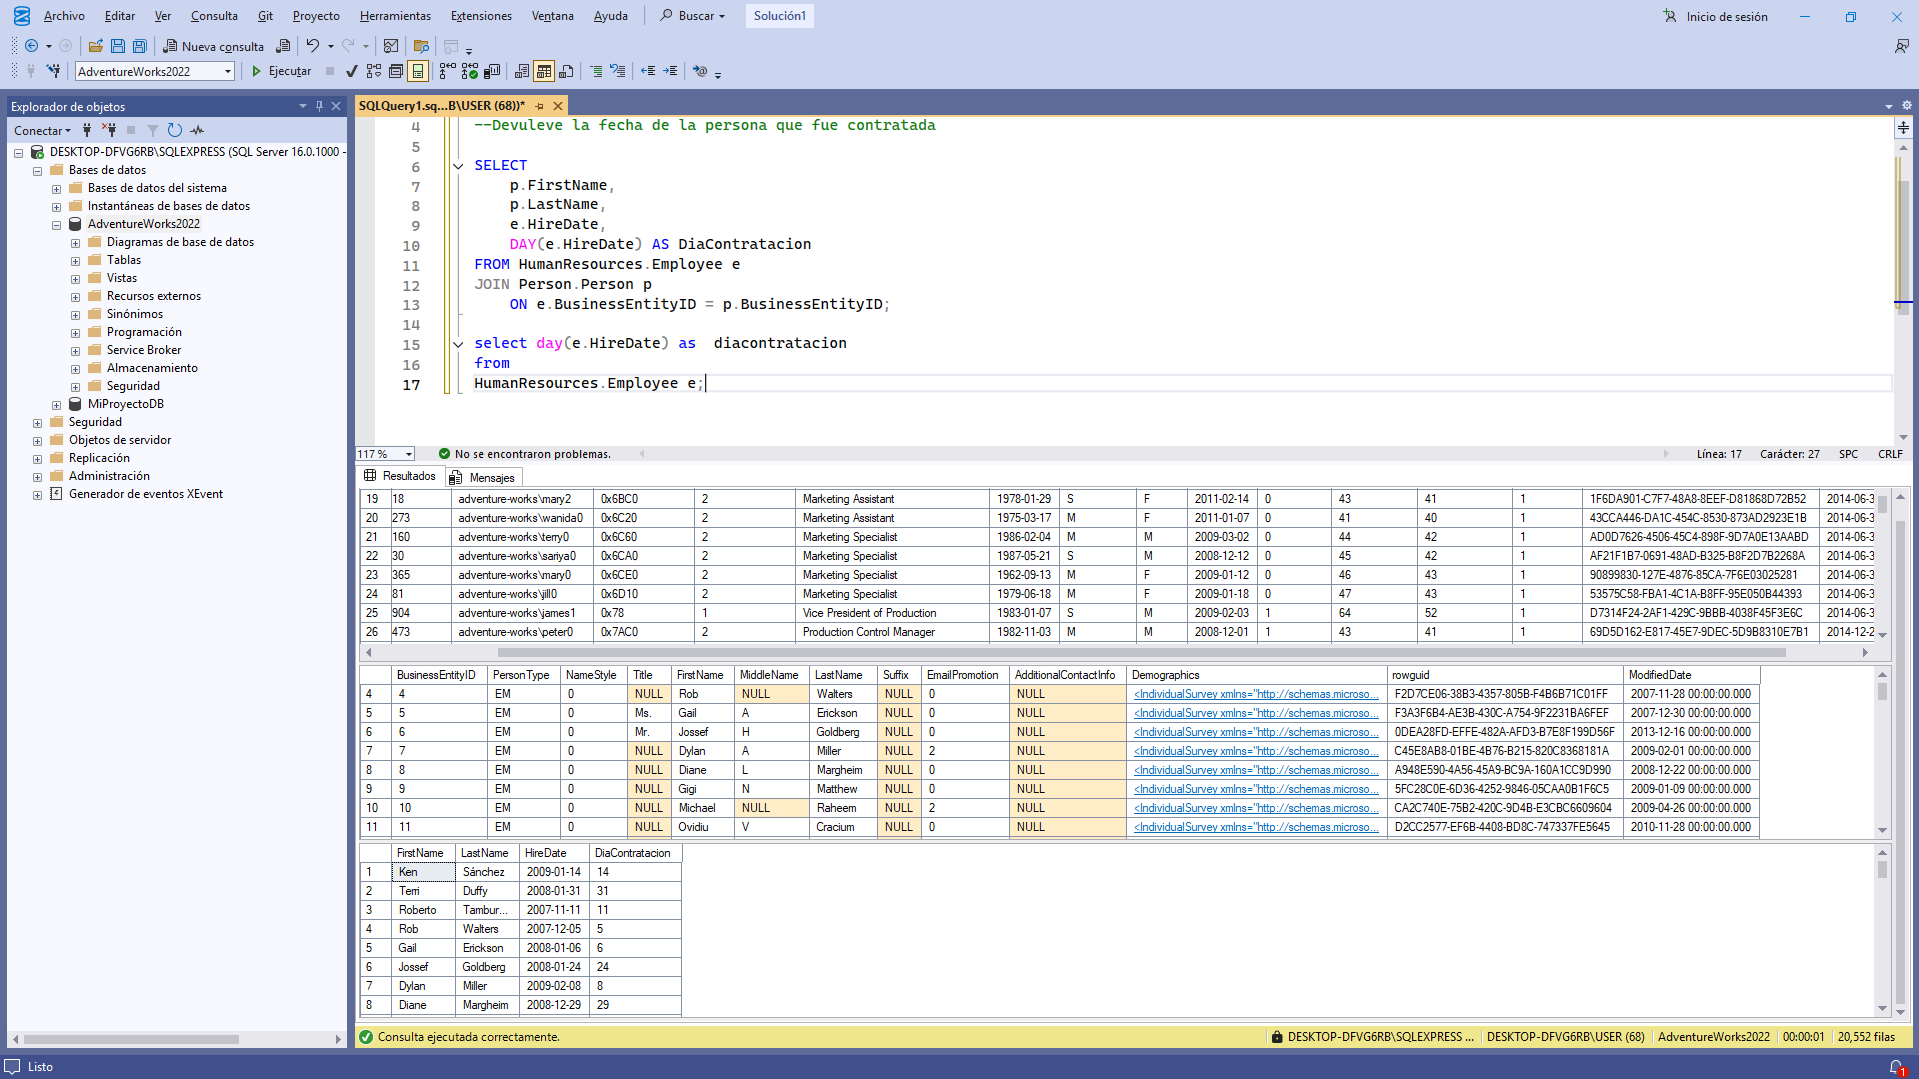 Archivo Editar Ver Consulta Git Proyecto Herramientas Extensiones Ventana Ayuda Buscar Solución1 Inicio de sesión
Nueva consulta
AdventureWorks2022 Ejecutar
Explorador de objetos
Conectar
DESKTOP-DFVG6RB\SQLEXPRESS (SQL Server 16.0.1000 -
Bases de datos
Bases de datos del sistema
Instantáneas de bases de datos
AdventureWorks2022
Diagramas de base de datos
Tablas
Vistas
Recursos externos
Sinónimos
Programación
Service Broker
Almacenamiento
Seguridad
MiProyectoDB
Seguridad
Objetos de servidor
Replicación
Administración
Generador de eventos XEvent
SQLQuery1.sq...B\USER (68))*
4 --Devuleve la fecha de la persona que fue contratada
5
6 SELECT
7 p.FirstName,
8 p.LastName,
9 e.HireDate,
10 DAY(e.HireDate) AS DiaContratacion
11 FROM HumanResources.Employee e
12 JOIN Person.Person p
13 ON e.BusinessEntityID = p.BusinessEntityID;
14
15 select day(e.HireDate) as  diacontratacion
16 from
17 HumanResources.Employee e;
117 % No se encontraron problemas. Línea: 17 Carácter: 27 SPC CRLF
Resultados Mensajes
19 18 adventure-works\mary2 0x6BC0 2 Marketing Assistant 1978-01-29 S F 2011-02-14 0 43 41 1 1F6DA901-C7F7-48A8-8EEF-D81868D72B52 2014-06-3
20 273 adventure-works\wanida0 0x6C20 2 Marketing Assistant 1975-03-17 M F 2011-01-07 0 41 40 1 43CCA446-DA1C-454C-8530-873AD2923E1B 2014-06-3
21 160 adventure-works\terry0 0x6C60 2 Marketing Specialist 1986-02-04 M M 2009-03-02 0 44 42 1 AD0D7626-4506-45C4-898F-9D7A0E13AABD 2014-06-3
22 30 adventure-works\sariya0 0x6CA0 2 Marketing Specialist 1987-05-21 S M 2008-12-12 0 45 42 1 AF21F1B7-0691-48AD-B325-B8F2D7B2268A 2014-06-3
23 365 adventure-works\mary0 0x6CE0 2 Marketing Specialist 1962-09-13 M F 2009-01-12 0 46 43 1 90899830-127E-4876-85CA-7F6E03025281 2014-06-3
24 81 adventure-works\jill0 0x6D10 2 Marketing Specialist 1979-06-18 M F 2009-01-18 0 47 43 1 53575C58-FBA1-4C1A-B8FF-95E050B44393 2014-06-3
25 904 adventure-works\james1 0x78 1 Vice President of Production 1983-01-07 S M 2009-02-03 1 64 52 1 D7314F24-2AF1-429C-9BBB-4038F45F3E6C 2014-06-3
26 473 adventure-works\peter0 0x7AC0 2 Production Control Manager 1982-11-03 M M 2008-12-01 1 43 41 1 69D5D162-E817-45E7-9DEC-5D9B8310E7B1 2014-12-2
BusinessEntityID PersonType NameStyle Title FirstName MiddleName LastName Suffix EmailPromotion AdditionalContactInfo Demographics rowguid ModifiedDate
4 4 EM 0 NULL Rob NULL Walters NULL 0 NULL <IndividualSurvey xmlns="http://schemas.microso... F2D7CE06-38B3-4357-805B-F4B6B71C01FF 2007-11-28 00:00:00.000
5 5 EM 0 Ms. Gail A Erickson NULL 0 NULL <IndividualSurvey xmlns="http://schemas.microso... F3A3F6B4-AE3B-430C-A754-9F2231BA6FEF 2007-12-30 00:00:00.000
6 6 EM 0 Mr. Jossef H Goldberg NULL 0 NULL <IndividualSurvey xmlns="http://schemas.microso... 0DEA28FD-EFFE-482A-AFD3-B7E8F199D56F 2013-12-16 00:00:00.000
7 7 EM 0 NULL Dylan A Miller NULL 2 NULL <IndividualSurvey xmlns="http://schemas.microso... C45E8AB8-01BE-4B76-B215-820C8368181A 2009-02-01 00:00:00.000
8 8 EM 0 NULL Diane L Margheim NULL 0 NULL <IndividualSurvey xmlns="http://schemas.microso... A948E590-4A56-45A9-BC9A-160A1CC9D990 2008-12-22 00:00:00.000
9 9 EM 0 NULL Gigi N Matthew NULL 0 NULL <IndividualSurvey xmlns="http://schemas.microso... 5FC28C0E-6D36-4252-9846-05CAA0B1F6C5 2009-01-09 00:00:00.000
10 10 EM 0 NULL Michael NULL Raheem NULL 2 NULL <IndividualSurvey xmlns="http://schemas.microso... CA2C740E-75B2-420C-9D4B-E3CBC6609604 2009-04-26 00:00:00.000
11 11 EM 0 NULL Ovidiu V Cracium NULL 0 NULL <IndividualSurvey xmlns="http://schemas.microso... D2CC2577-EF6B-4408-BD8C-747337FE5645 2010-11-28 00:00:00.000
FirstName LastName HireDate DiaContratacion
1 Ken Sánchez 2009-01-14 14
2 Terri Duffy 2008-01-31 31
3 Roberto Tambur... 2007-11-11 11
4 Rob Walters 2007-12-05 5
5 Gail Erickson 2008-01-06 6
6 Jossef Goldberg 2008-01-24 24
7 Dylan Miller 2009-02-08 8
8 Diane Margheim 2008-12-29 29
Consulta ejecutada correctamente. DESKTOP-DFVG6RB\SQLEXPRESS ... DESKTOP-DFVG6RB\USER (68) AdventureWorks2022 00:00:01 20,552 filas
Listo 1